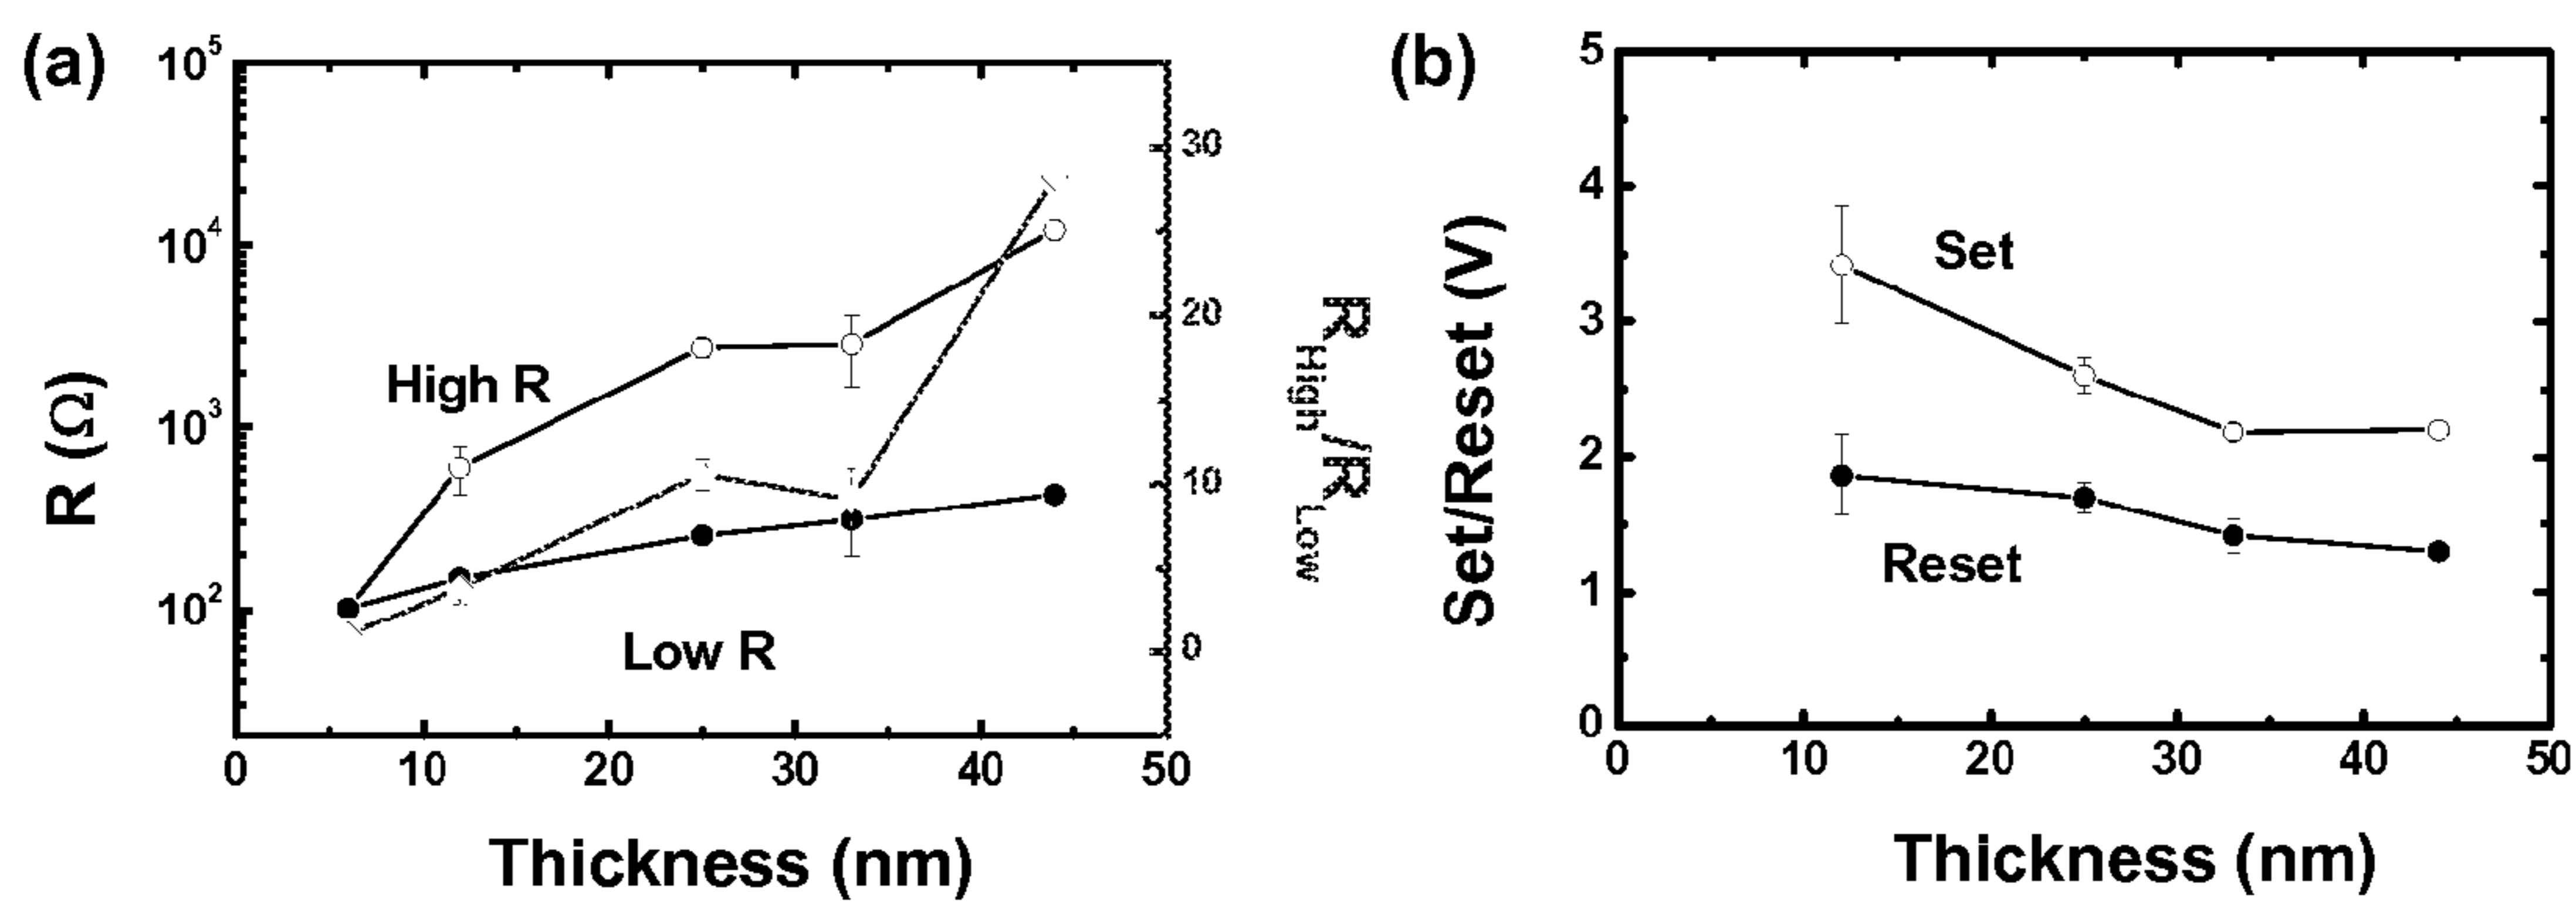 (a)
10^5
10^4
10^3
10^2
R (Ω)
High R
Low R
30
20
10
0
R_High/R_Low
0 10 20 30 40 50
Thickness (nm)
(b)
5
4
3
2
1
0
Set/Reset (V)
Set
Reset
0 10 20 30 40 50
Thickness (nm)